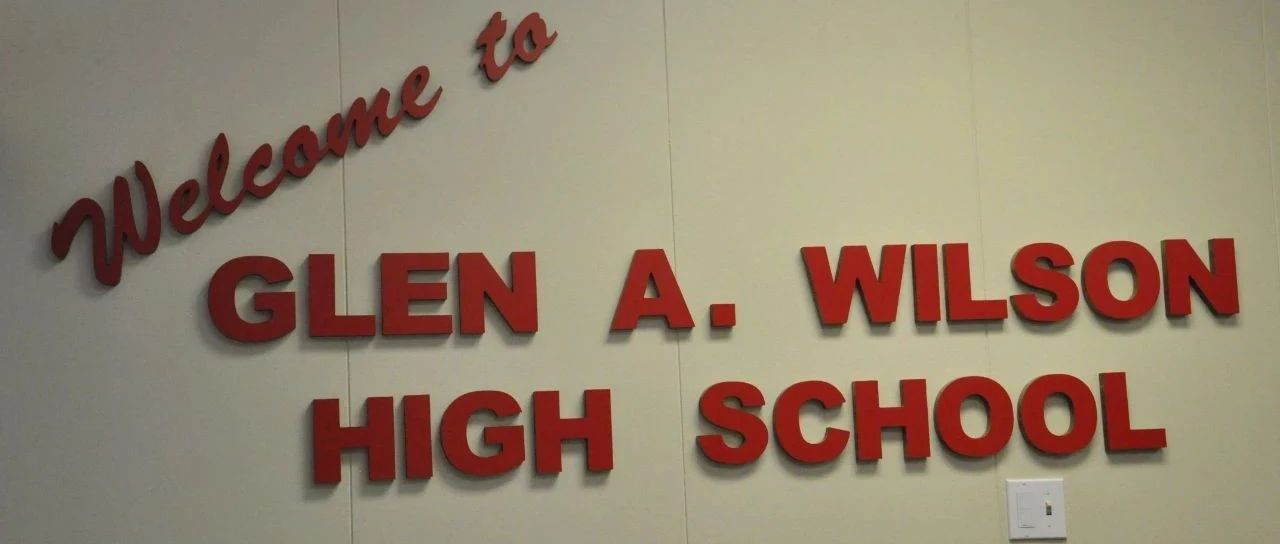 Welcome to
GLEN A. WILSON
HIGH SCHOOL